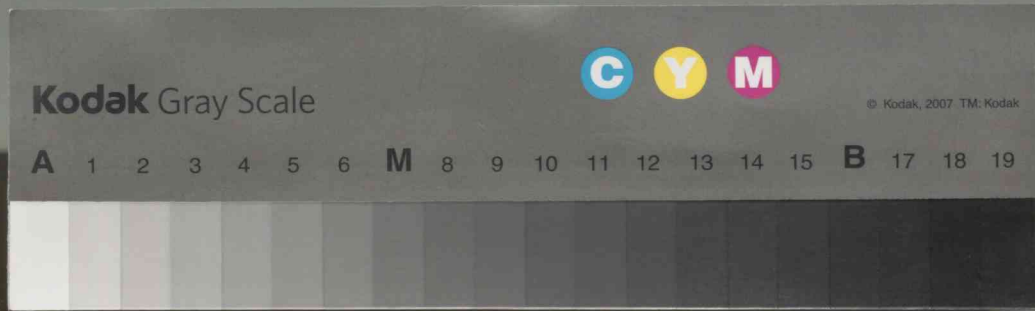 C Y M
Kodak Gray Scale
© Kodak, 2007 TM: Kodak
A 1 2 3 4 5 6 M 8 9 10 11 12 13 14 15 B 17 18 19